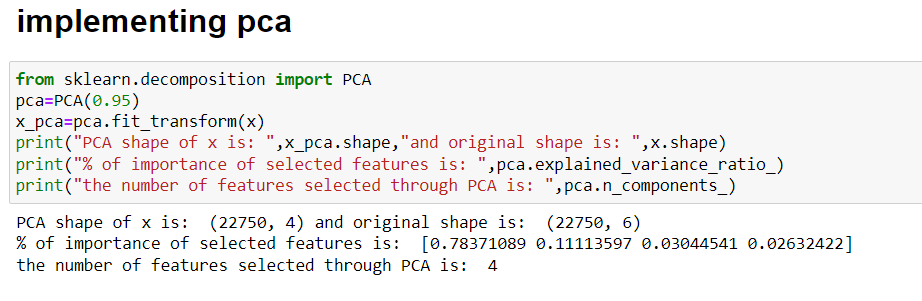 implementing pca
from sklearn.decomposition import PCA
pca=PCA(0.95)
x_pca=pca.fit_transform(x)
print("PCA shape of x is: ",x_pca.shape,"and original shape is: ",x.shape)
print("% of importance of selected features is: ",pca.explained_variance_ratio_)
print("the number of features selected through PCA is: ",pca.n_components_)
PCA shape of x is:  (22750, 4) and original shape is:  (22750, 6)
% of importance of selected features is:  [0.78371089 0.11113597 0.03044541 0.02632422]
the number of features selected through PCA is:  4